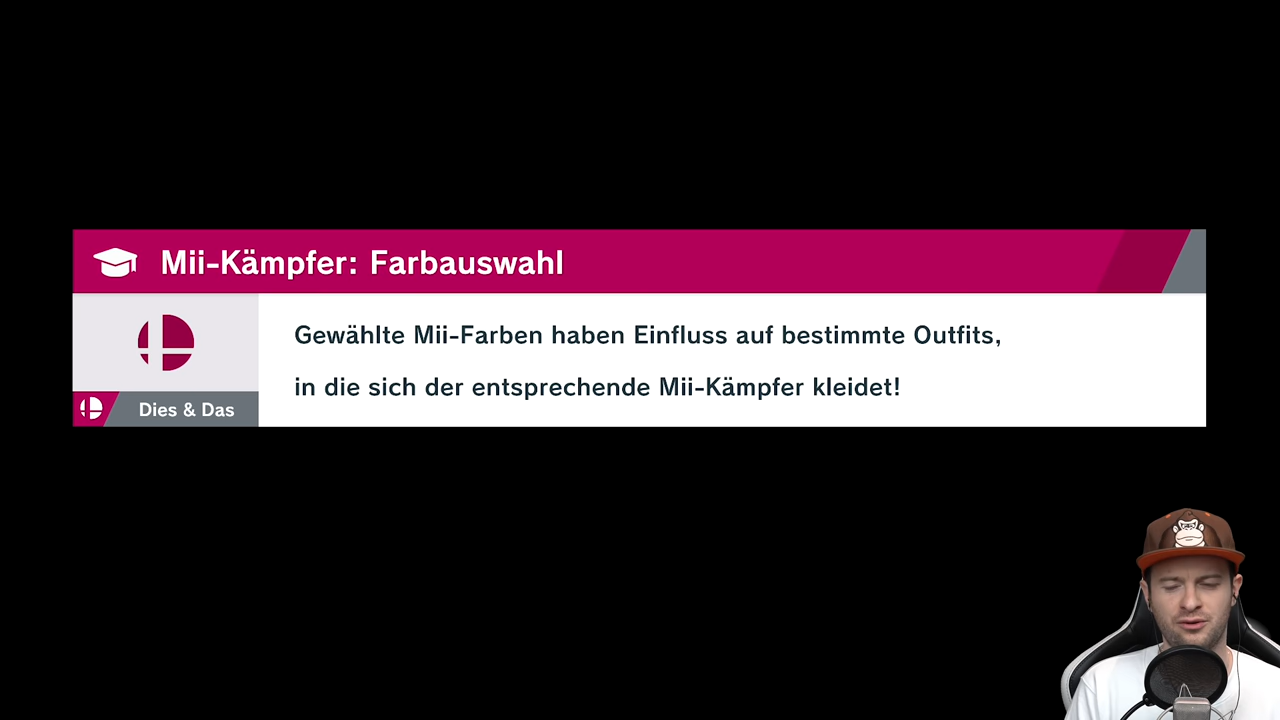 Mii-Kämpfer: Farbauswahl
Gewählte Mii-Farben haben Einfluss auf bestimmte Outfits,
in die sich der entsprechende Mii-Kämpfer kleidet!
Dies & Das